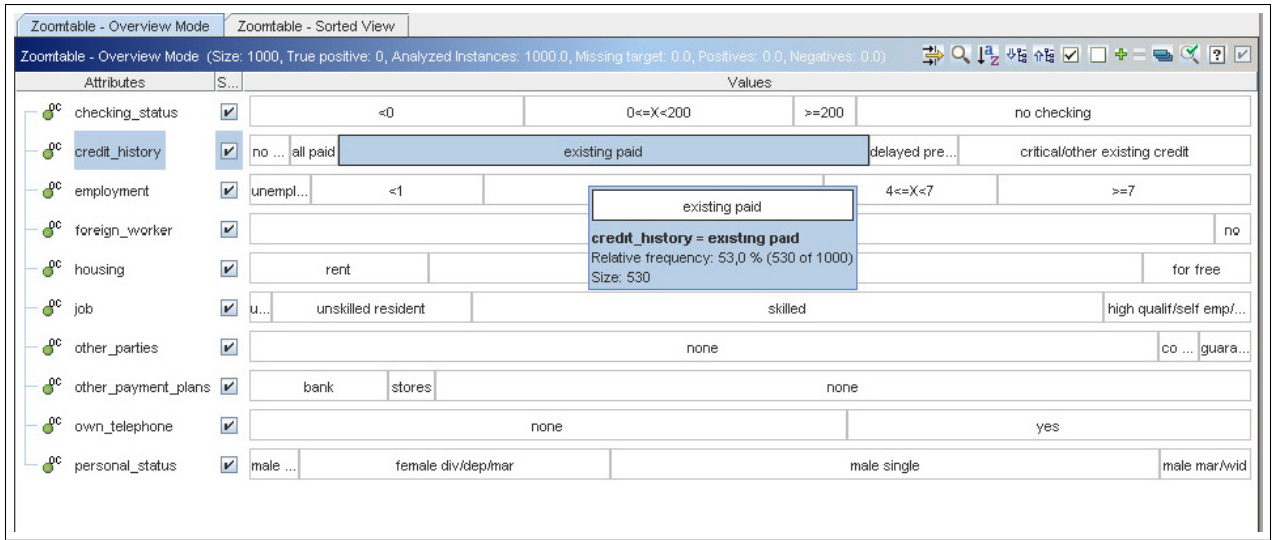 Zoomtable - Overview Mode Zoomtable - Sorted View
Zoomtable - Overview Mode (Size: 1000, True positive: 0, Analyzed Instances: 1000.0, Missing target: 0.0, Positives: 0.0, Negatives: 0.0)
Attributes S... Values
checking_status <0 0<=X<200 >=200 no checking
credit_history no ... all paid existing paid delayed pre... critical/other existing credit
employment unempl... <1 4<=X<7 >=7
existing paid
foreign_worker no
credit_history = existing paid
Relative frequency: 53,0 % (530 of 1000)
housing rent for free
Size: 530
job u... unskilled resident skilled high qualif/self emp/...
other_parties none co ... guara...
other_payment_plans bank stores none
own_telephone none yes
personal_status male ... female div/dep/mar male single male mar/wid